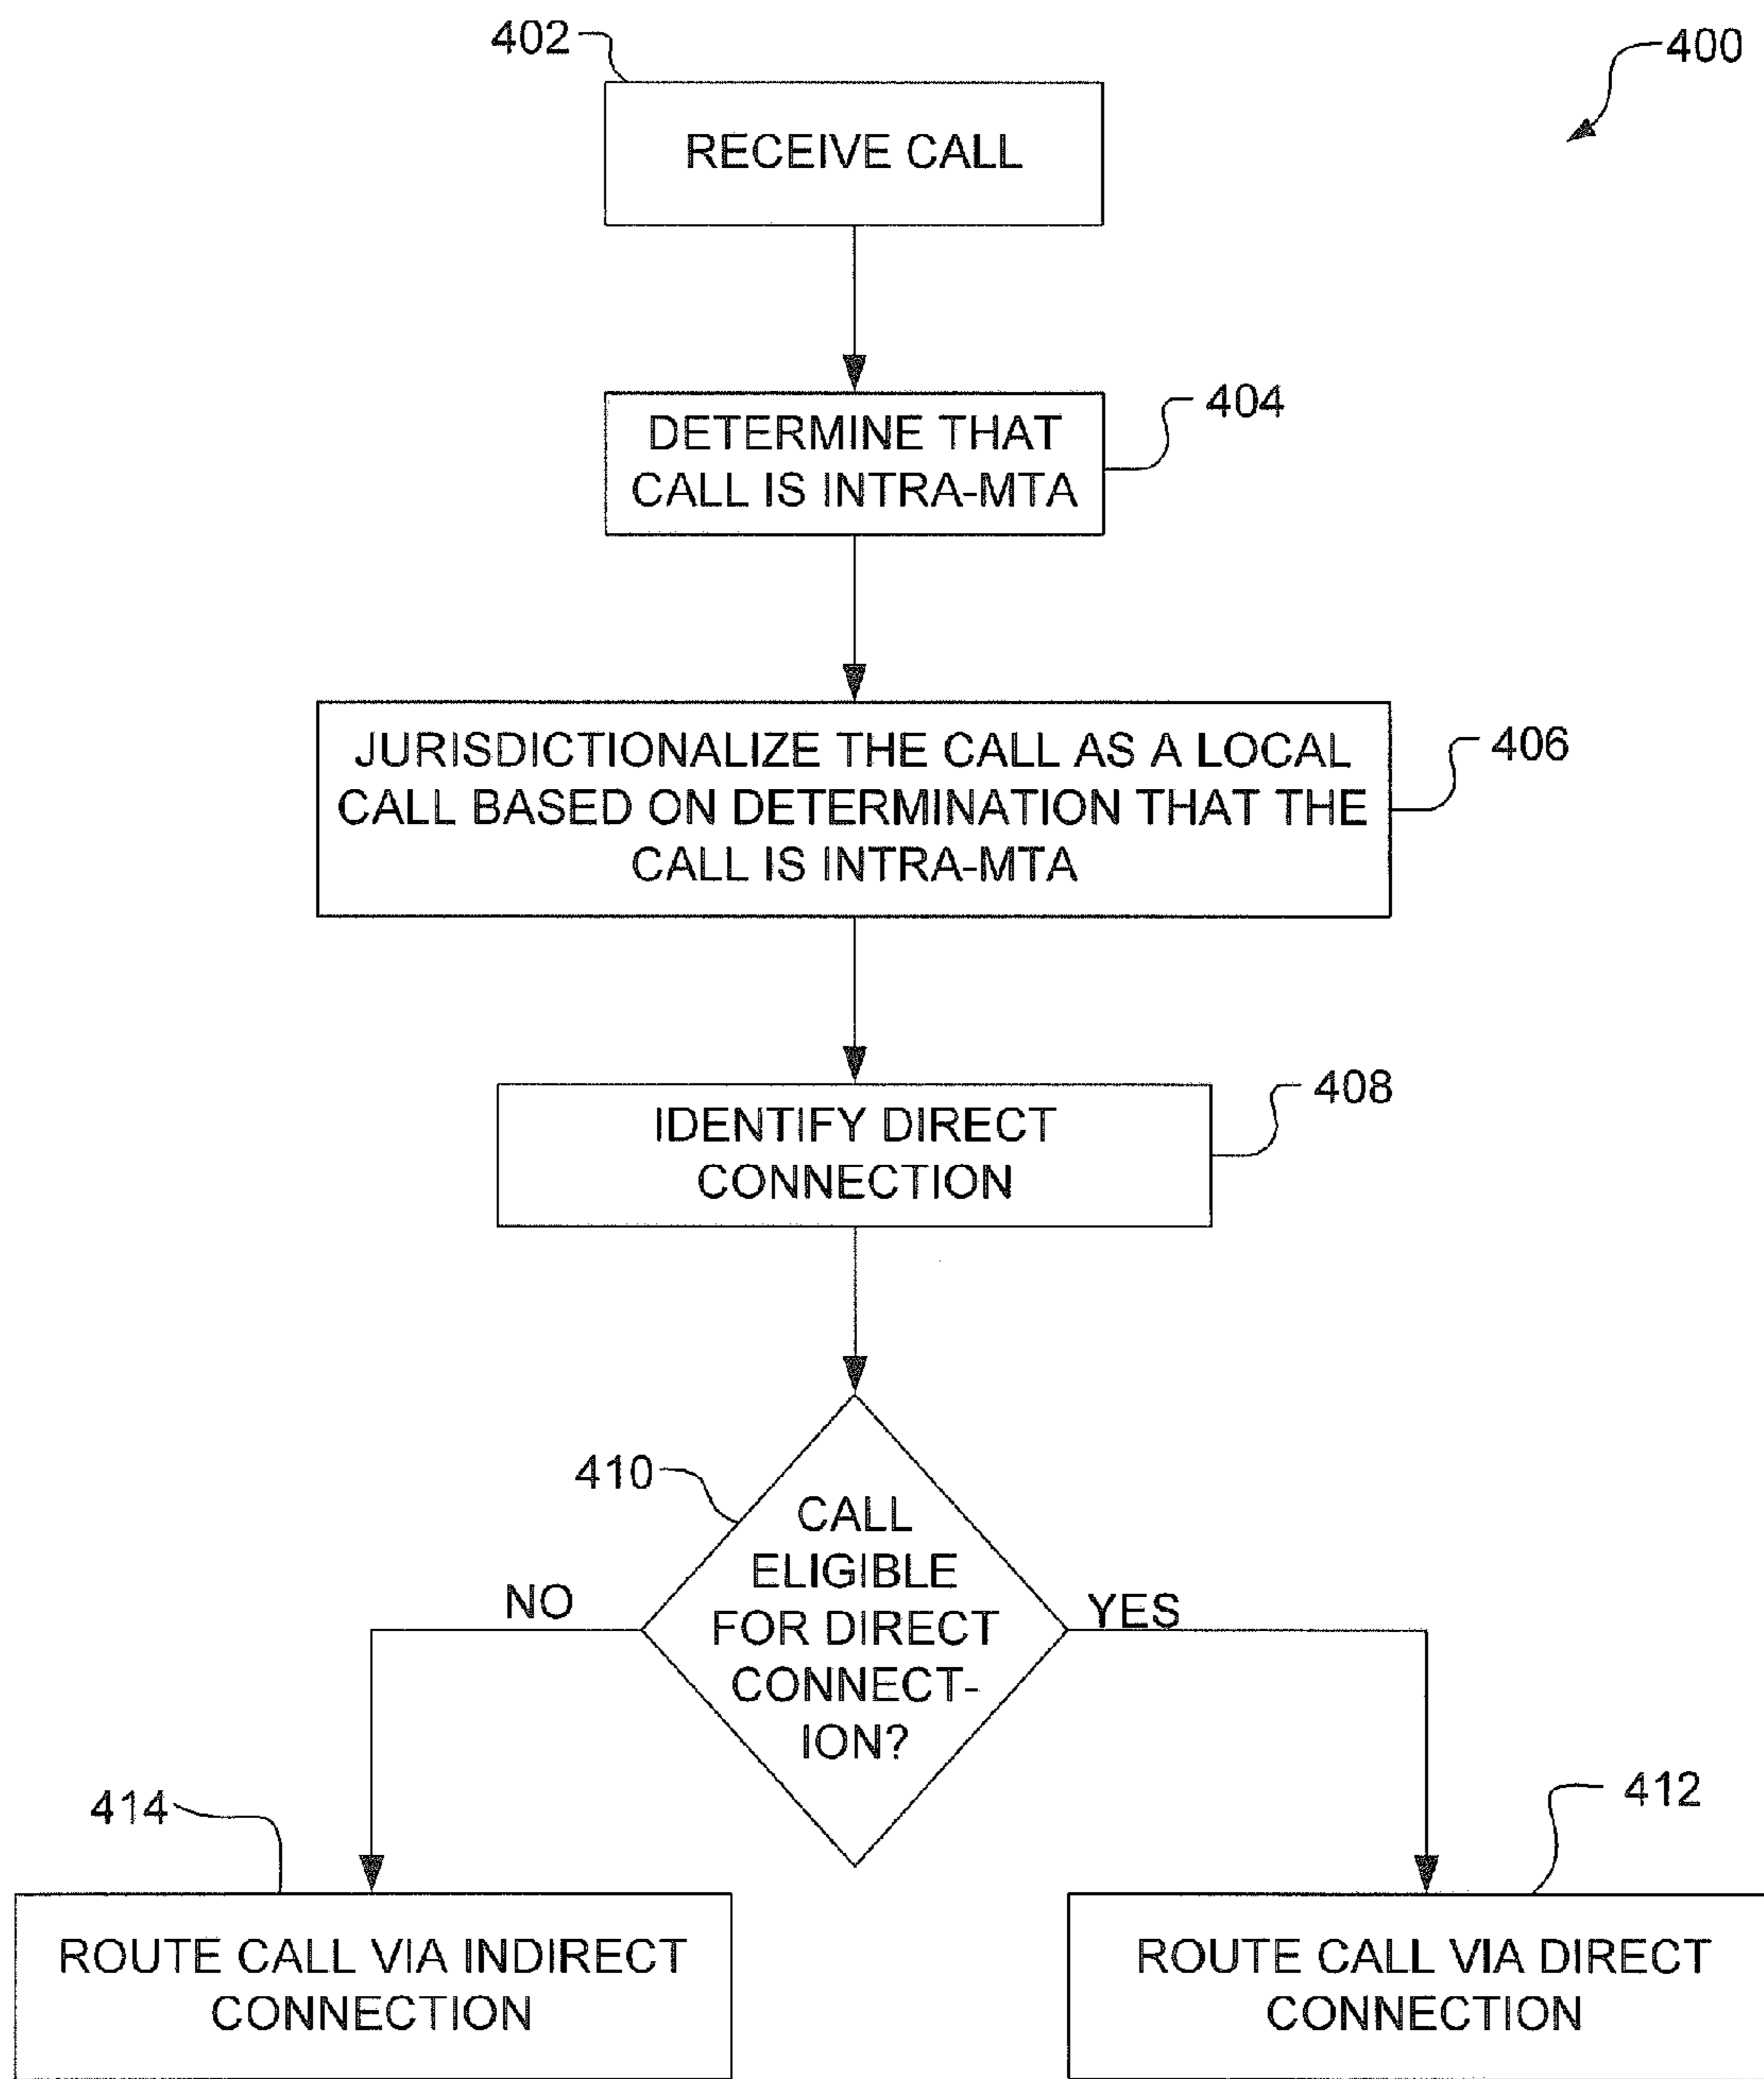 402
400
RECEIVE CALL
DETERMINE THAT
CALL IS INTRA-MTA
404
JURISDICTIONALIZE THE CALL AS A LOCAL
CALL BASED ON DETERMINATION THAT THE
CALL IS INTRA-MTA
406
IDENTIFY DIRECT
CONNECTION
408
410
CALL
ELIGIBLE
FOR DIRECT
CONNECT-
ION?
NO
YES
414
412
ROUTE CALL VIA INDIRECT
CONNECTION
ROUTE CALL VIA DIRECT
CONNECTION